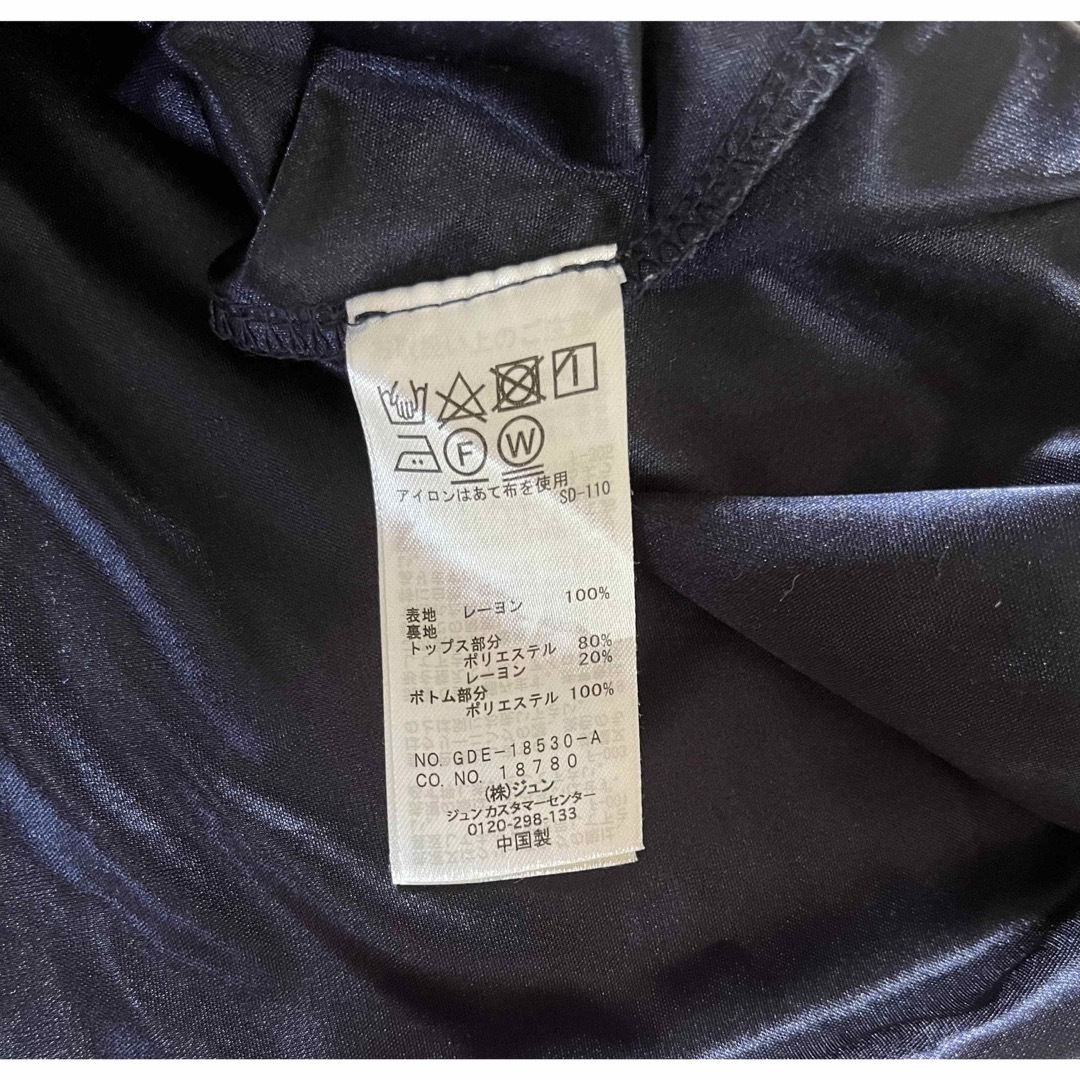 F W
アイロンはあて布を使用
SD-110
表地 レーヨン 100%
裏地
トップス部分
ポリエステル 80%
レーヨン 20%
ボトム部分
ポリエステル 100%
NO. GDE-18530-A
CO. NO. 18780
(株)ジュン
ジュンカスタマーセンター
0120-298-133
中国製